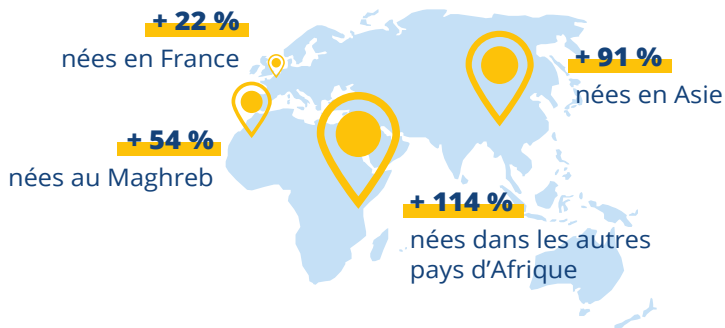 + 22 %
nées en France
+ 54 %
nées au Maghreb
+ 91 %
nées en Asie
+ 114 %
nées dans les autres
pays d’Afrique